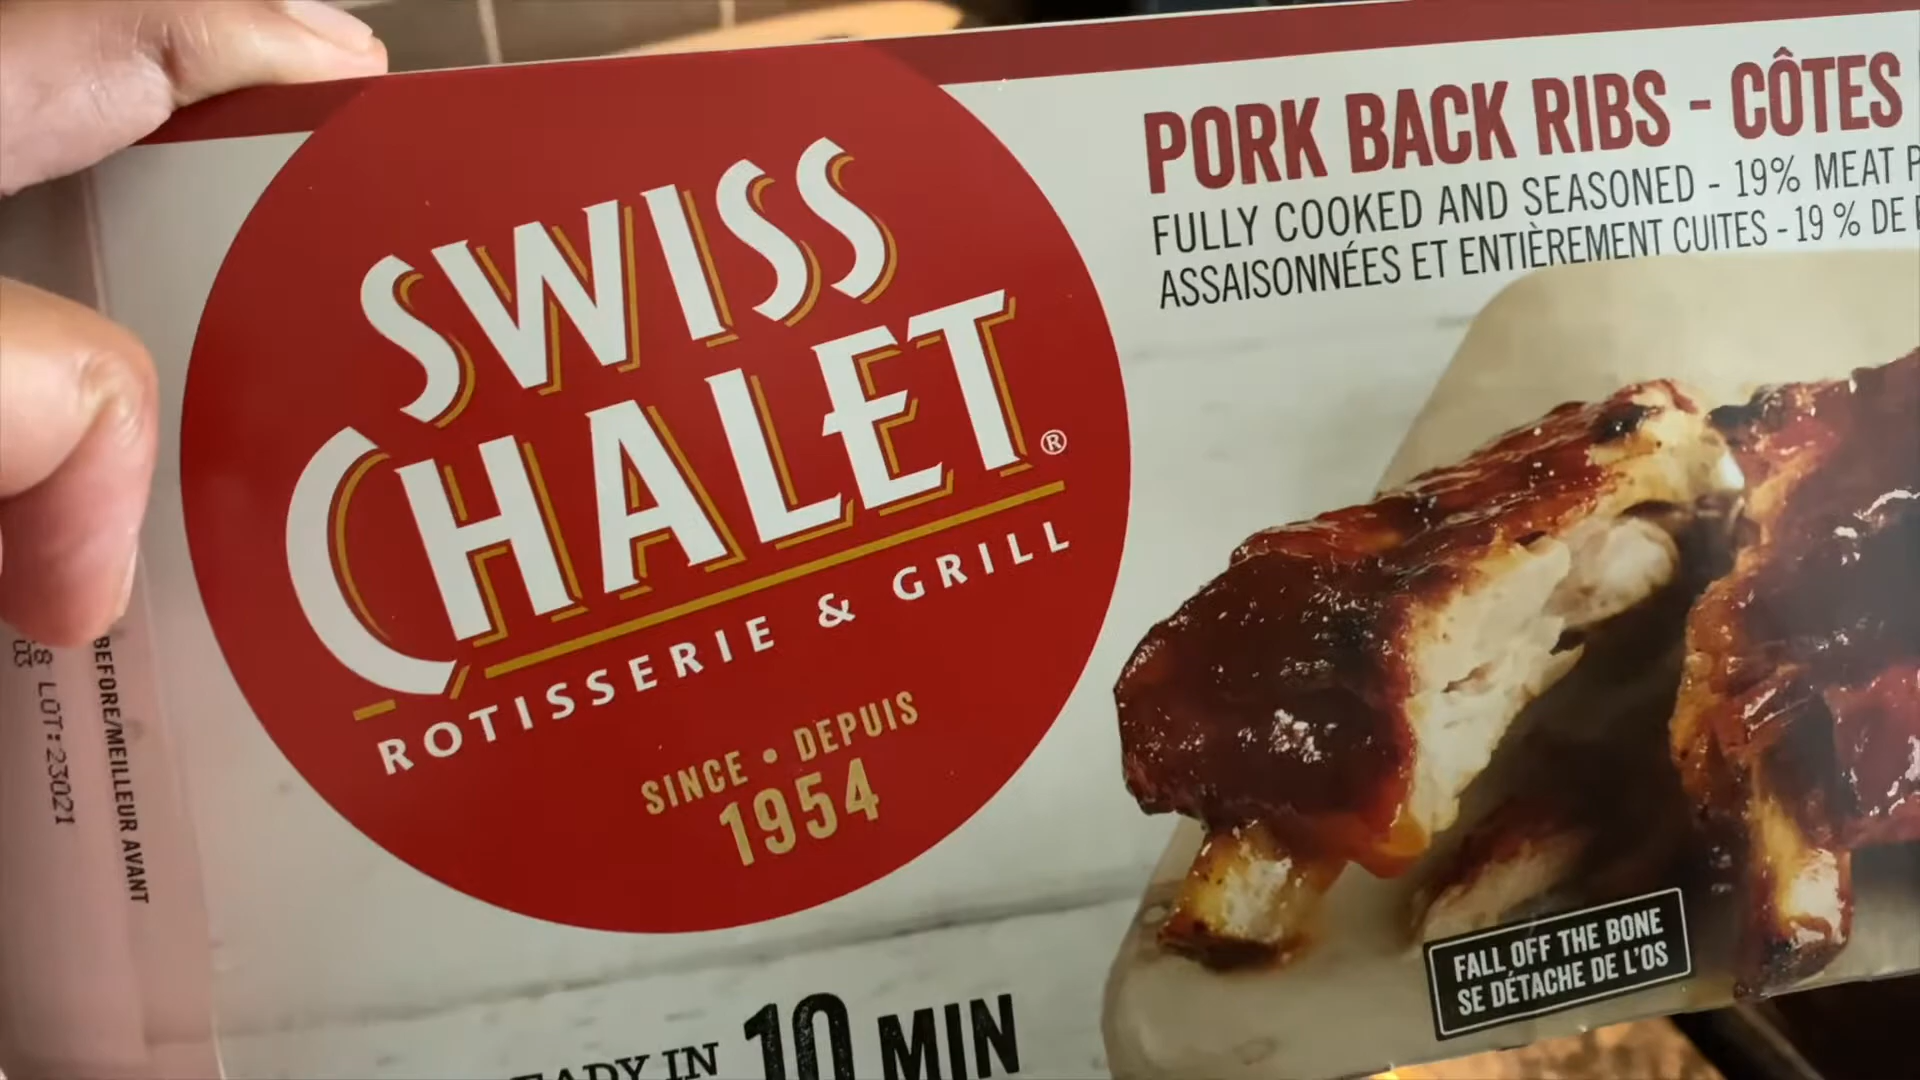 SWISS
CHALET®
ROTISSERIE & GRILL
SINCE • DEPUIS
1954
PORK BACK RIBS - CÔTES
FULLY COOKED AND SEASONED - 19% MEAT
ASSAISONNÉES ET ENTIÈREMENT CUITES - 19 % DE
FALL OFF THE BONE
SE DÉTACHE DE L'OS
IN 10 MIN
BEFORE/MEILLEUR AVANT
8 LOT: 23021